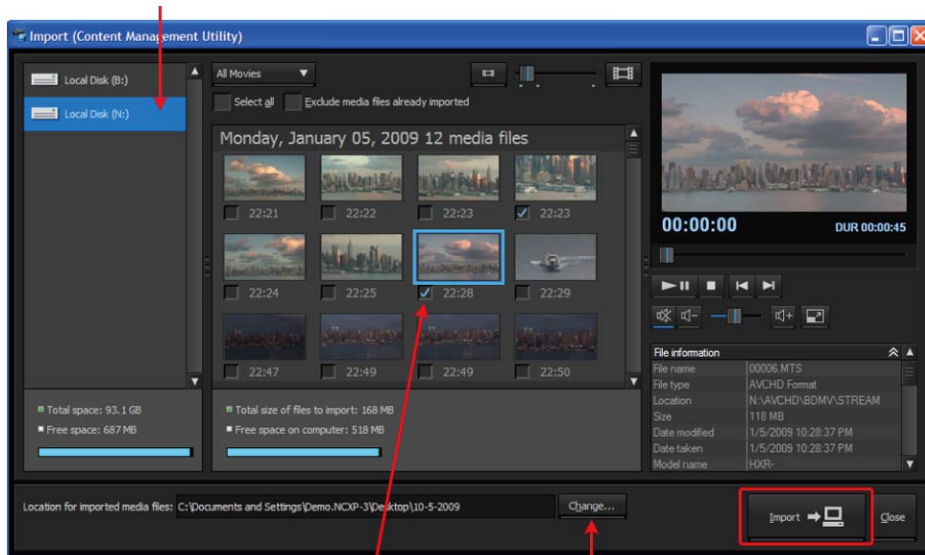 Import (Content Management Utility)
Local Disk (B:)
Local Disk (N:)
All Movies
Select all
Exclude media files already imported
Monday, January 05, 2009 12 media files
22:21
22:22
22:23
22:23
22:24
22:25
22:28
22:29
22:47
22:49
22:49
22:50
Total space: 93.1 GB
Free space: 687 MB
Total size of files to import: 168 MB
Free space on computer: 518 MB
00:00:00
DUR 00:00:45
File information
File name 00006.MTS
File type AVCHD Format
Location N:\AVCHD\BDMV\STREAM
Size 118 MB
Date modified 1/5/2009 10:28:37 PM
Date taken 1/5/2009 10:28:37 PM
Model name HXR-
Location for imported media files: C:\Documents and Settings\Demo.NCXP-3\Desktop\10-5-2009
Change...
Import
Close